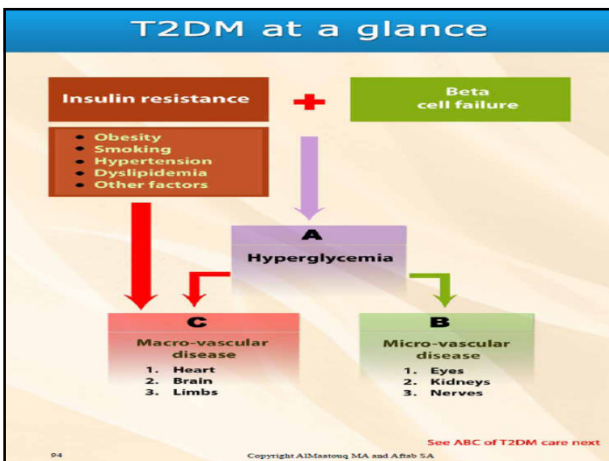 T2DM at a glance
Insulin resistance
+
Beta
cell failure
• Obesity
• Smoking
• Hypertension
• Dyslipidemia
• Other factors
A
Hyperglycemia
C
Macro-vascular
disease
1. Heart
2. Brain
3. Limbs
B
Micro-vascular
disease
1. Eyes
2. Kidneys
3. Nerves
See ABC of T2DM care next
94
Copyright AlMastouq MA and Aftab SA